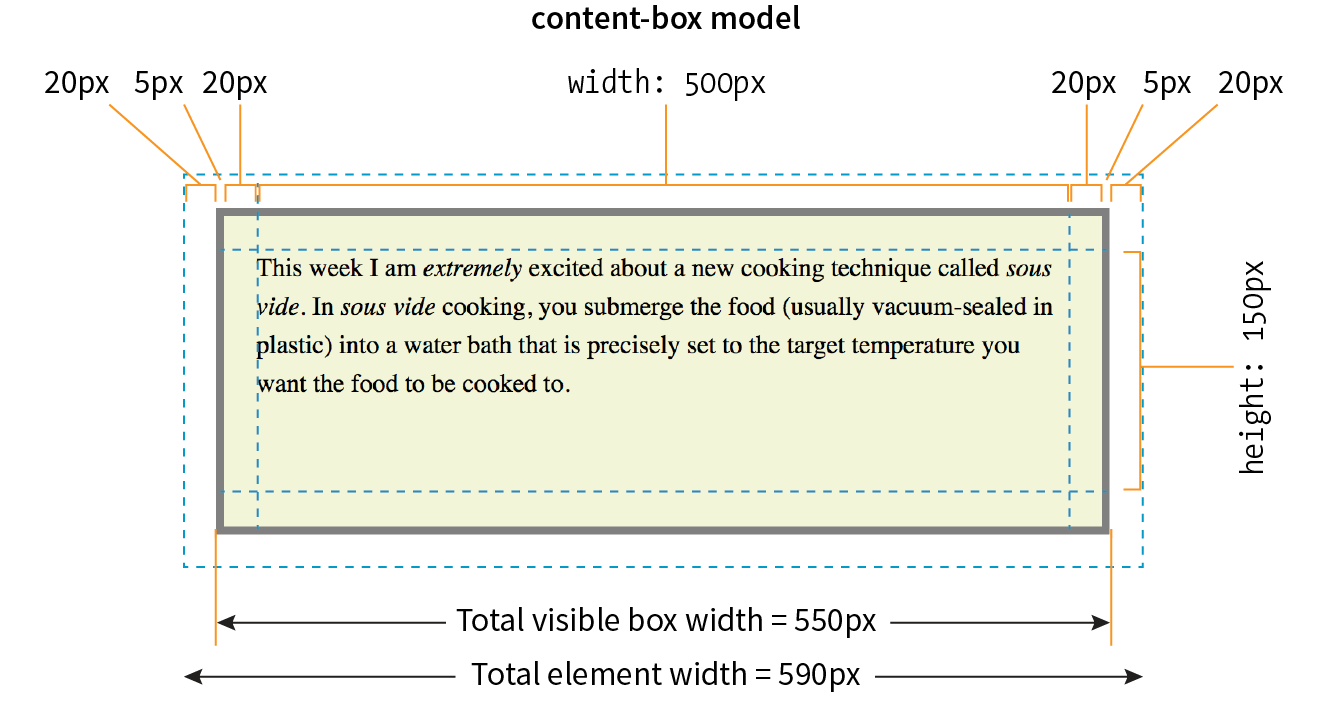 content-box model
20px 5px 20px width: 500px 20px 5px 20px
This week I am extremely excited about a new cooking technique called sous
vide. In sous vide cooking, you submerge the food (usually vacuum-sealed in
plastic) into a water bath that is precisely set to the target temperature you
want the food to be cooked to.
height: 150px
Total visible box width = 550px
Total element width = 590px